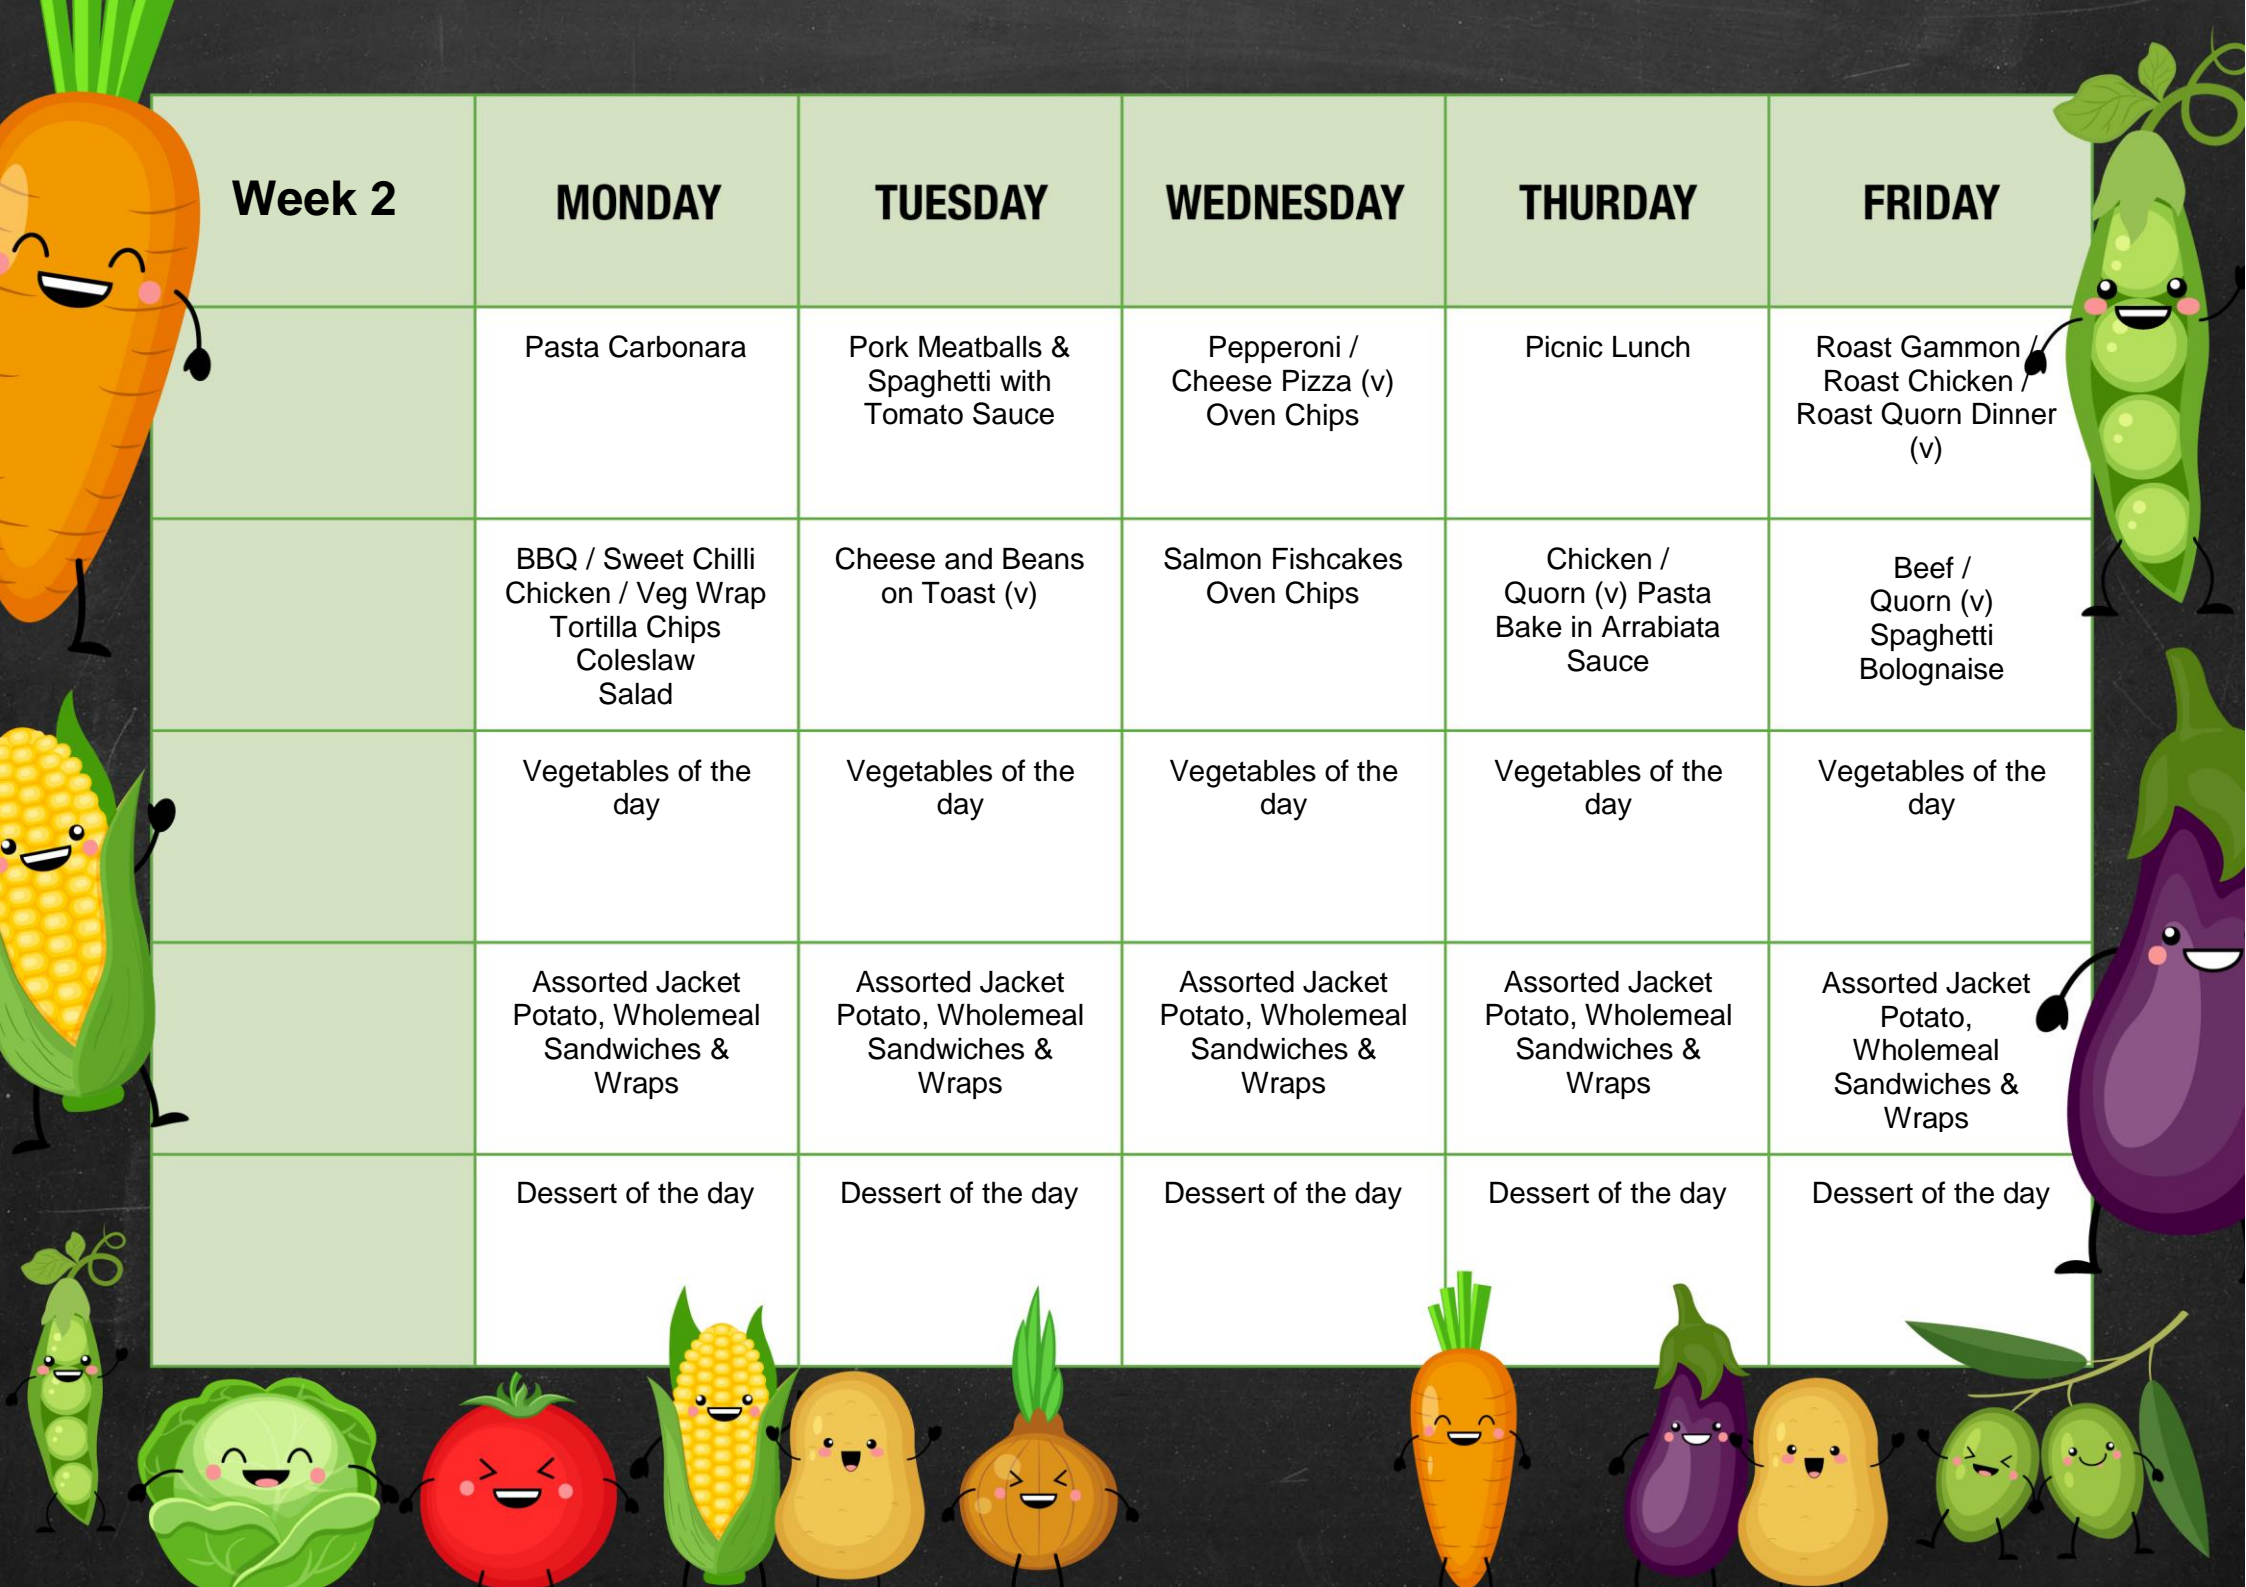 Week 2
MONDAY
TUESDAY
WEDNESDAY
THURDAY
FRIDAY
Pasta Carbonara
Pork Meatballs &
Spaghetti with
Tomato Sauce
Pepperoni /
Cheese Pizza (v)
Oven Chips
Picnic Lunch
Roast Gammon /
Roast Chicken /
Roast Quorn Dinner
(v)
BBQ / Sweet Chilli
Chicken / Veg Wrap
Tortilla Chips
Coleslaw
Salad
Cheese and Beans
on Toast (v)
Salmon Fishcakes
Oven Chips
Chicken /
Quorn (v) Pasta
Bake in Arrabiata
Sauce
Beef /
Quorn (v)
Spaghetti
Bolognaise
Vegetables of the
day
Vegetables of the
day
Vegetables of the
day
Vegetables of the
day
Vegetables of the
day
Assorted Jacket
Potato, Wholemeal
Sandwiches &
Wraps
Assorted Jacket
Potato, Wholemeal
Sandwiches &
Wraps
Assorted Jacket
Potato, Wholemeal
Sandwiches &
Wraps
Assorted Jacket
Potato, Wholemeal
Sandwiches &
Wraps
Assorted Jacket
Potato,
Wholemeal
Sandwiches &
Wraps
Dessert of the day
Dessert of the day
Dessert of the day
Dessert of the day
Dessert of the day